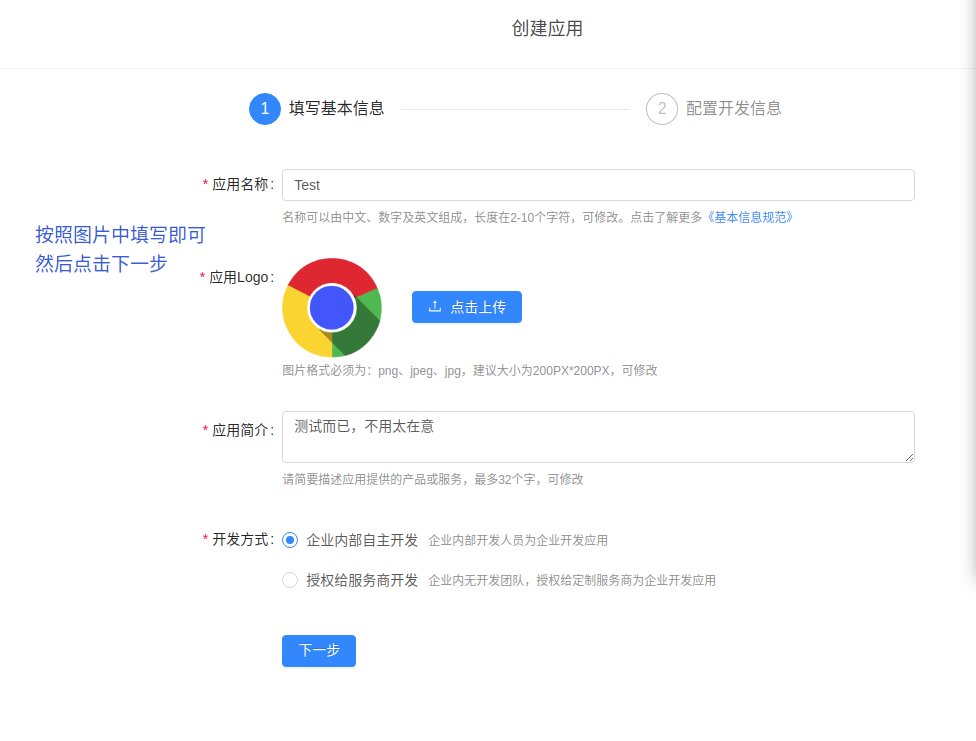 创建应用
1 填写基本信息
2 配置开发信息
* 应用名称:
Test
名称可以由中文、数字及英文组成，长度在2-10个字符，可修改。点击了解更多《基本信息规范》
按照图片中填写即可
然后点击下一步
* 应用Logo:
点击上传
图片格式必须为：png、jpeg、jpg，建议大小为200PX*200PX，可修改
* 应用简介:
测试而已，不用太在意
请简要描述应用提供的产品或服务，最多32个字，可修改
* 开发方式:
企业内部自主开发 企业内部开发人员为企业开发应用
授权给服务商开发 企业内无开发团队，授权给定制服务商为企业开发应用
下一步